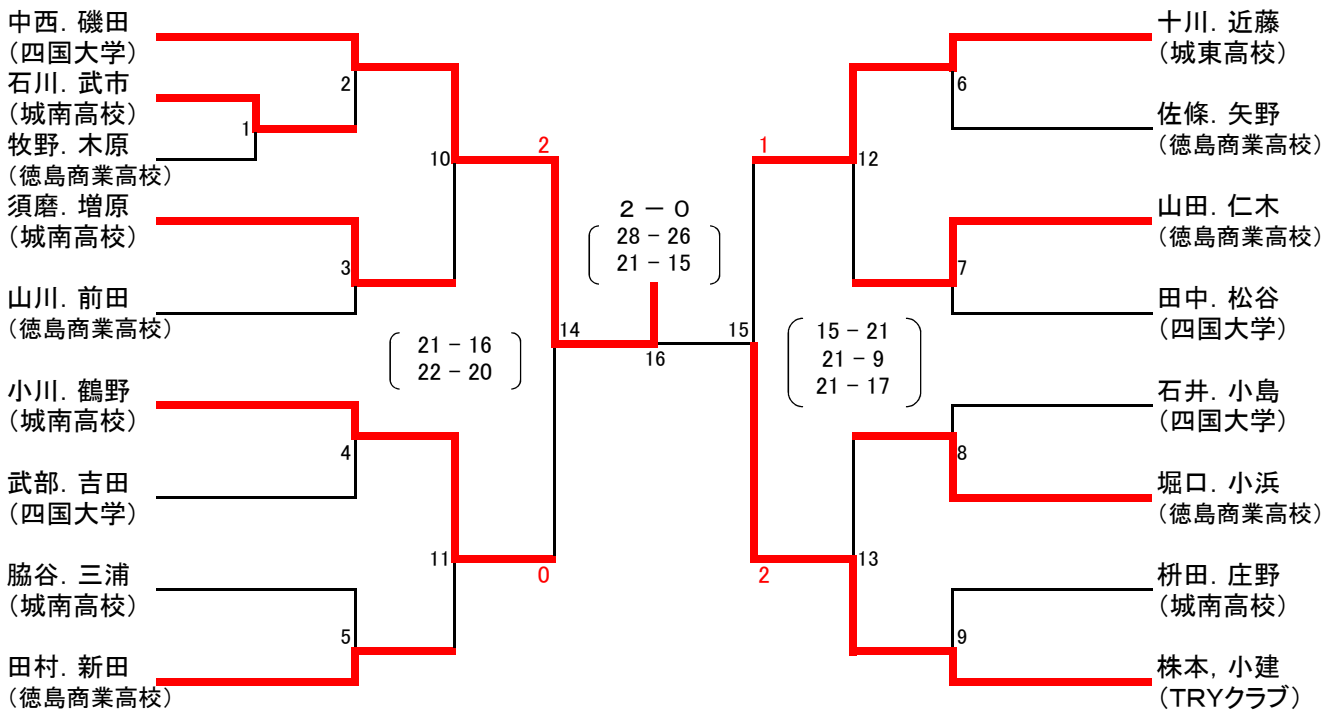 中西．磯田
（四国大学）
石川．武市
（城南高校）
牧野．木原
（徳島商業高校）
須磨．増原
（城南高校）
山川．前田
（徳島商業高校）
小川．鶴野
（城南高校）
武部．吉田
（四国大学）
脇谷．三浦
（城南高校）
田村．新田
（徳島商業高校）
1
2
3
4
5
10
11
2
0
14
21 － 16
22 － 20
２ － ０
28 － 26
21 － 15
16
15
15 － 21
21 － 9
21 － 17
1
2
12
13
6
7
8
9
十川．近藤
（城東高校）
佐條．矢野
（徳島商業高校）
山田．仁木
（徳島商業高校）
田中．松谷
（四国大学）
石井．小島
（四国大学）
堀口．小浜
（徳島商業高校）
枡田．庄野
（城南高校）
株本，小建
（TRYクラブ）